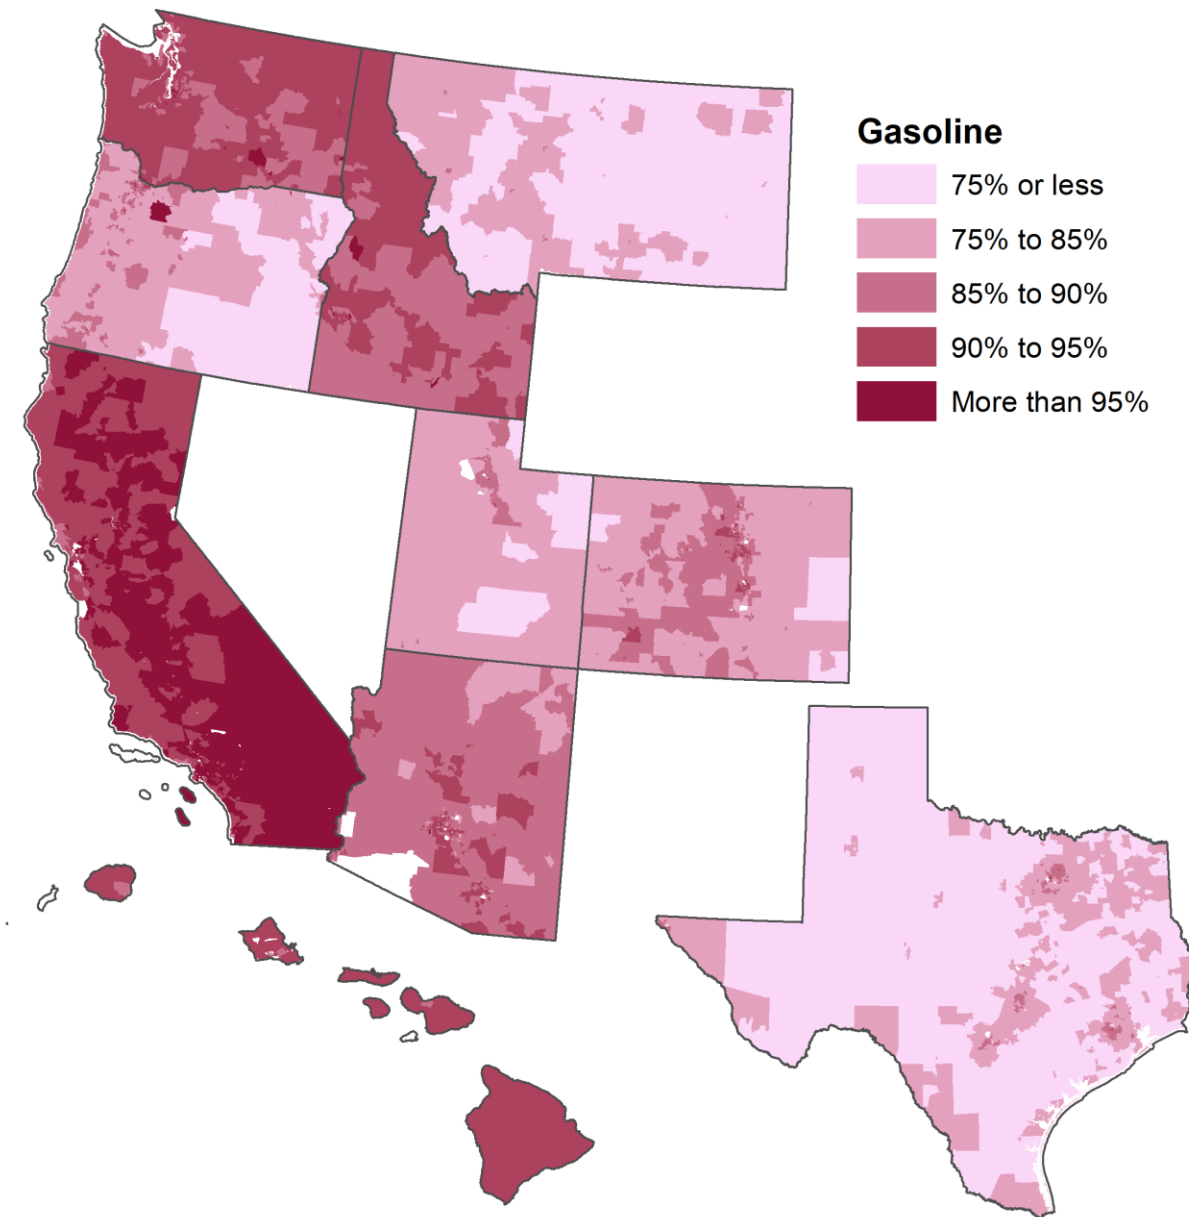 Gasoline
75% or less
75% to 85%
85% to 90%
90% to 95%
More than 95%